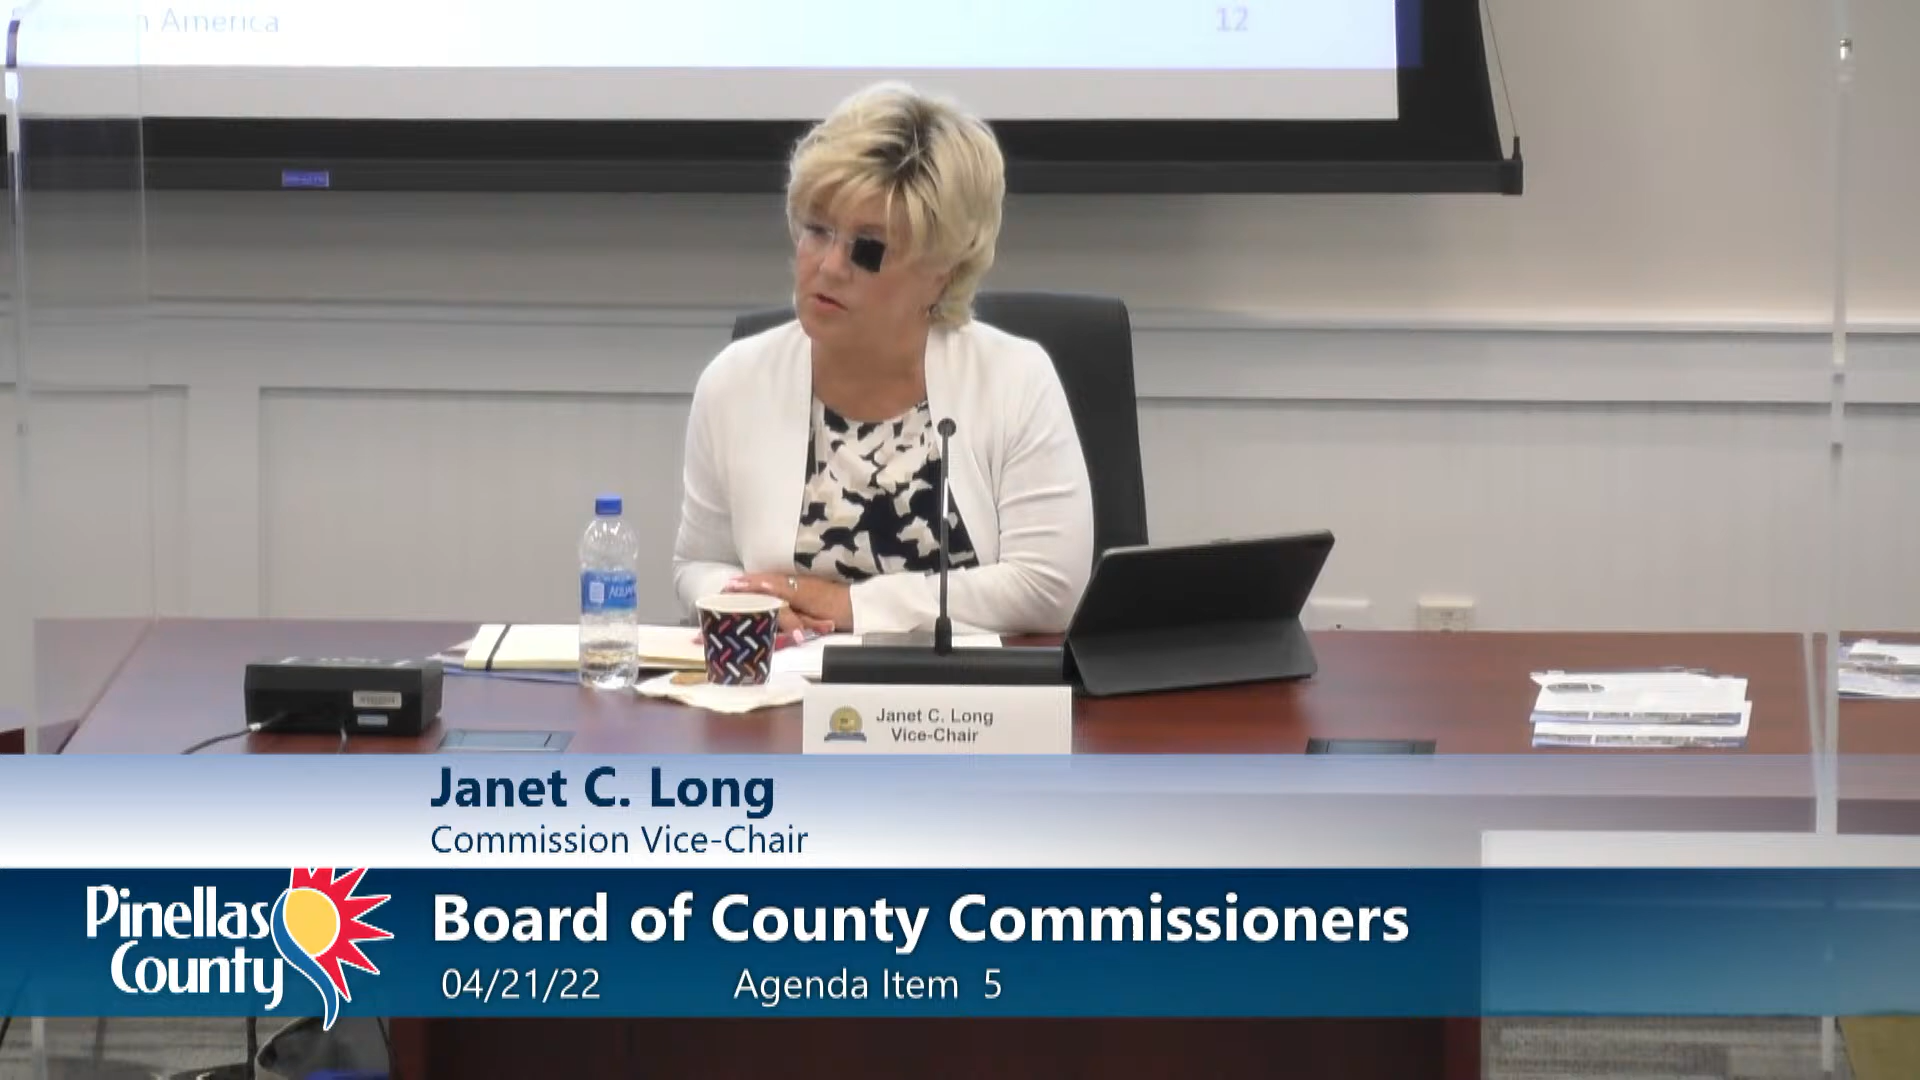 America
12
AQUA
Janet C. Long
Vice-Chair
Janet C. Long
Commission Vice-Chair
Pinellas
County
Board of County Commissioners
04/21/22 Agenda Item 5